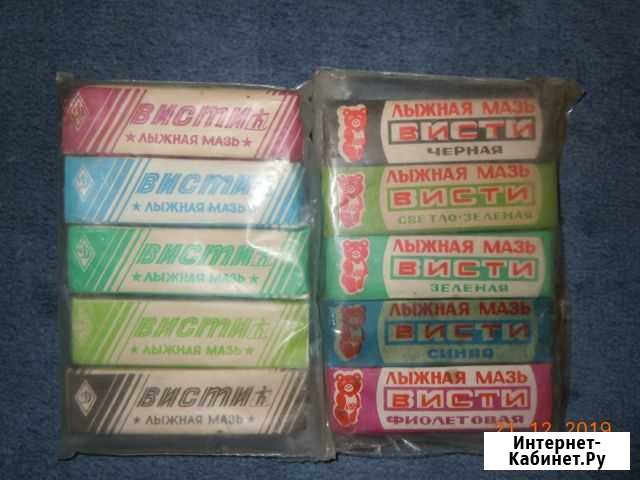 ВИСТИ
★ ЛЫЖНАЯ МАЗЬ ★
ВИСТИ
★ ЛЫЖНАЯ МАЗЬ ★
ВИСТИ
★ ЛЫЖНАЯ МАЗЬ ★
ВИСТИ
★ ЛЫЖНАЯ МАЗЬ ★
ВИСТИ
★ ЛЫЖНАЯ МАЗЬ ★
ЛЫЖНАЯ МАЗЬ
ВИСТИ
ЧЕРНАЯ
ЛЫЖНАЯ МАЗЬ
ВИСТИ
СВЕТЛО-ЗЕЛЕНАЯ
ЛЫЖНАЯ МАЗЬ
ВИСТИ
ЗЕЛЕНАЯ
ЛЫЖНАЯ МАЗЬ
ВИСТИ
СИНЯЯ
ЛЫЖНАЯ МАЗЬ
ВИСТИ
ФИОЛЕТОВАЯ
21 12 2019
Интернет-
Кабинет.Ру